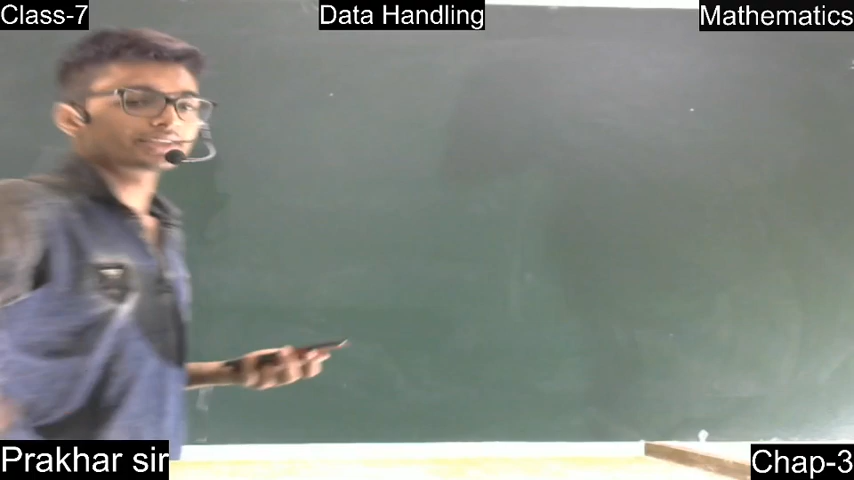 Class-7
Data Handling
Mathematics
Prakhar sir
Chap-3